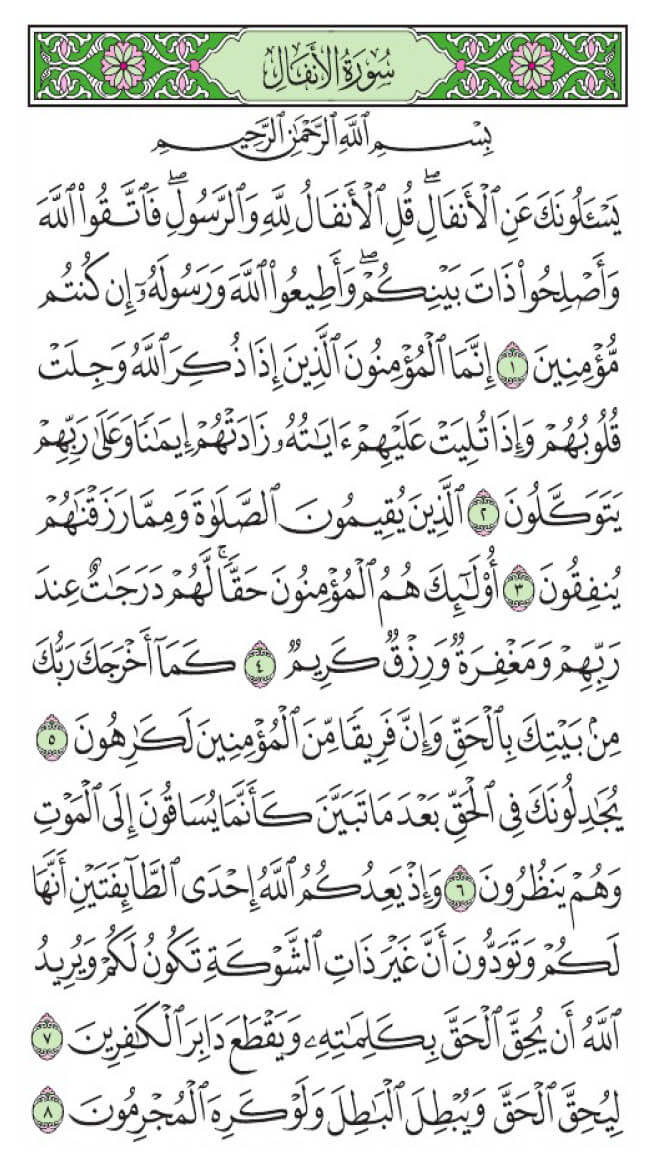 سُورَةُ الأَنفَالِ
بِسْمِ ٱللَّهِ ٱلرَّحْمَٰنِ ٱلرَّحِيمِ
يَسْـَٔلُونَكَ عَنِ ٱلْأَنفَالِۖ قُلِ ٱلْأَنفَالُ لِلَّهِ وَٱلرَّسُولِۖ فَٱتَّقُوا۟ ٱللَّهَ
وَأَصْلِحُوا۟ ذَاتَ بَيْنِكُمْۖ وَأَطِيعُوا۟ ٱللَّهَ وَرَسُولَهُۥٓ إِن كُنتُم
مُّؤْمِنِينَ ١ إِنَّمَا ٱلْمُؤْمِنُونَ ٱلَّذِينَ إِذَا ذُكِرَ ٱللَّهُ وَجِلَتْ
قُلُوبُهُمْ وَإِذَا تُلِيَتْ عَلَيْهِمْ ءَايَٰتُهُۥ زَادَتْهُمْ إِيمَٰنًا وَعَلَىٰ رَبِّهِمْ
يَتَوَكَّلُونَ ٢ ٱلَّذِينَ يُقِيمُونَ ٱلصَّلَوٰةَ وَمِمَّا رَزَقْنَٰهُمْ
يُنفِقُونَ ٣ أُو۟لَٰٓئِكَ هُمُ ٱلْمُؤْمِنُونَ حَقًّاۚ لَّهُمْ دَرَجَٰتٌ عِندَ
رَبِّهِمْ وَمَغْفِرَةٌ وَرِزْقٌ كَرِيمٌ ٤ كَمَآ أَخْرَجَكَ رَبُّكَ
مِنۢ بَيْتِكَ بِٱلْحَقِّ وَإِنَّ فَرِيقًا مِّنَ ٱلْمُؤْمِنِينَ لَكَٰرِهُونَ ٥
يُجَٰدِلُونَكَ فِى ٱلْحَقِّ بَعْدَ مَا تَبَيَّنَ كَأَنَّمَا يُسَاقُونَ إِلَى ٱلْمَوْتِ
وَهُمْ يَنظُرُونَ ٦ وَإِذْ يَعِدُكُمُ ٱللَّهُ إِحْدَى ٱلطَّآئِفَتَيْنِ أَنَّهَا
لَكُمْ وَتَوَدُّونَ أَنَّ غَيْرَ ذَاتِ ٱلشَّوْكَةِ تَكُونُ لَكُمْ وَيُرِيدُ
ٱللَّهُ أَن يُحِقَّ ٱلْحَقَّ بِكَلِمَٰتِهِۦ وَيَقْطَعَ دَابِرَ ٱلْكَٰفِرِينَ ٧
لِيُحِقَّ ٱلْحَقَّ وَيُبْطِلَ ٱلْبَٰطِلَ وَلَوْ كَرِهَ ٱلْمُجْرِمُونَ ٨